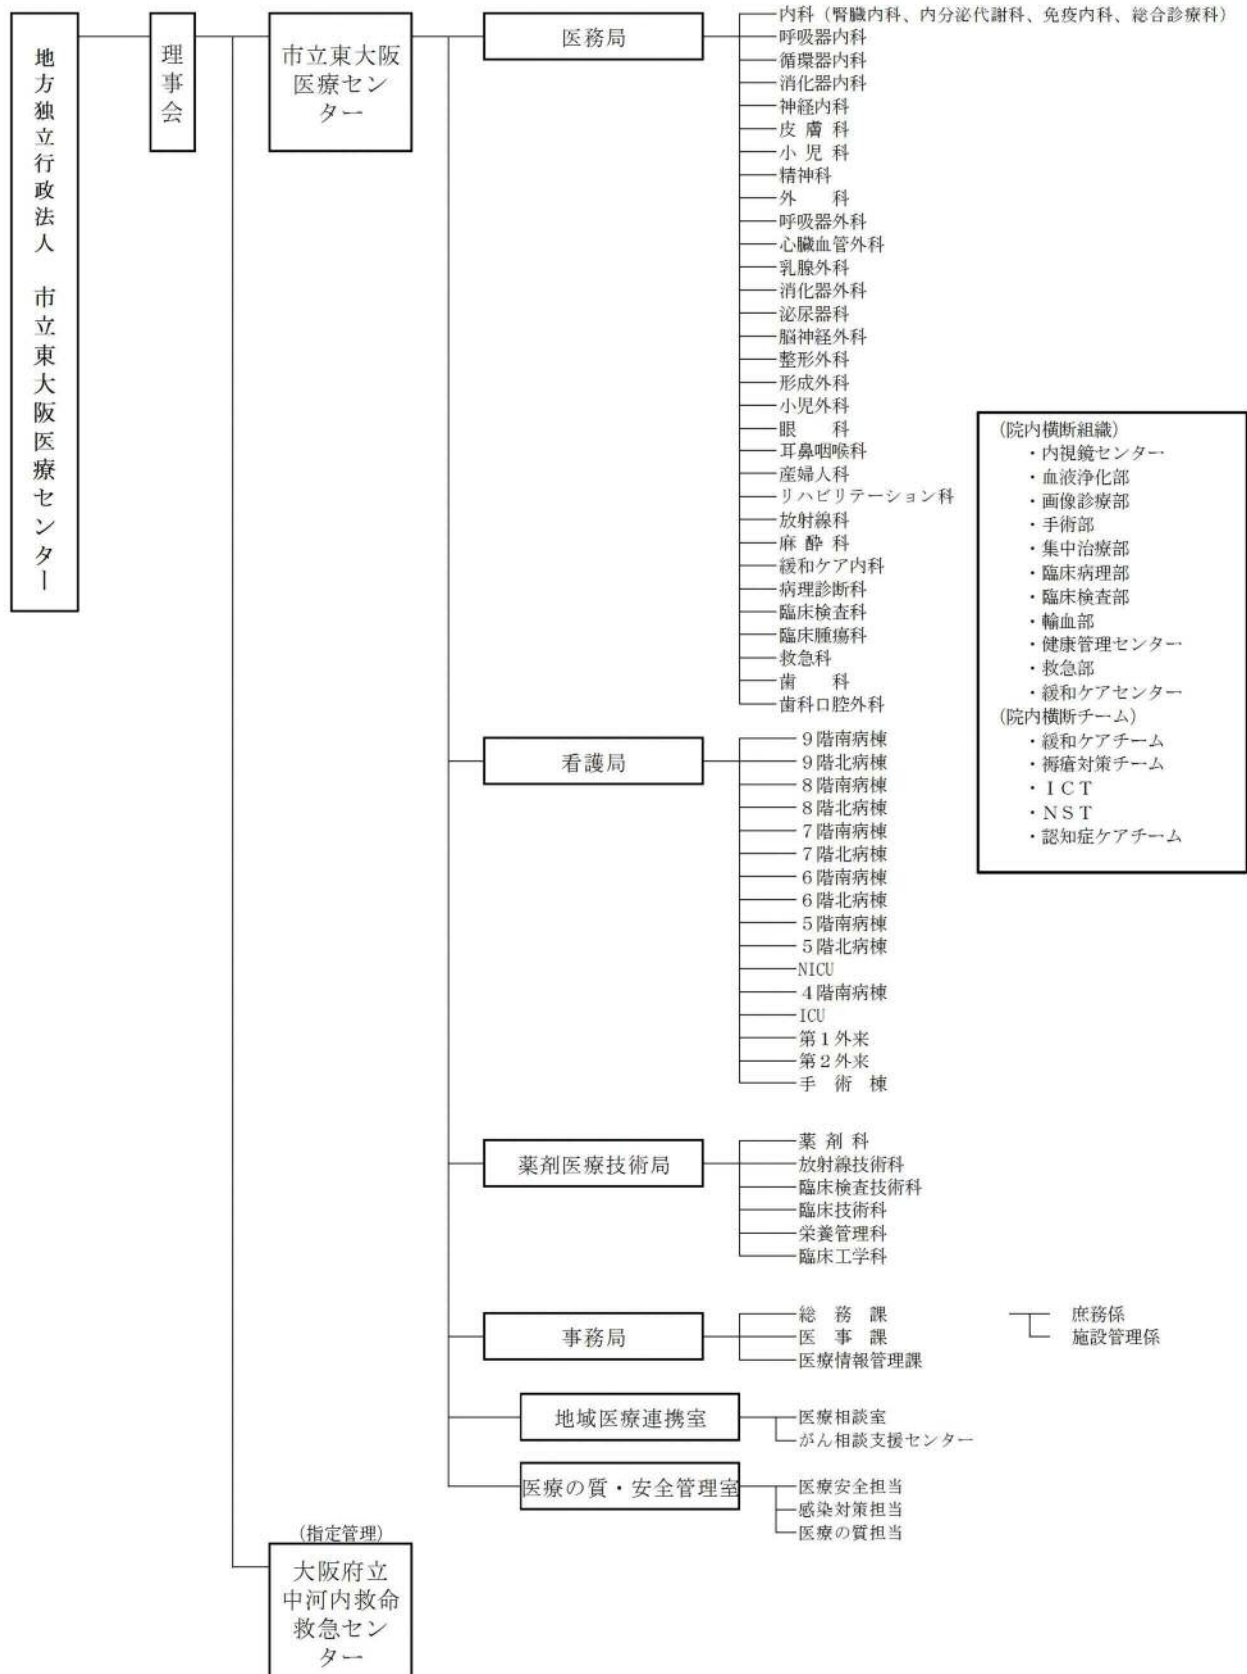 地方独立行政法人　市立東大阪医療センター
理事会
市立東大阪
医療セン
ター
医務局
内科（腎臓内科、内分泌代謝科、免疫内科、総合診療科）
呼吸器内科
循環器内科
消化器内科
神経内科
皮 膚 科
小 児 科
精神科
外　　科
呼吸器外科
心臓血管外科
乳腺外科
消化器外科
泌尿器科
脳神経外科
整形外科
形成外科
小児外科
眼　　科
耳鼻咽喉科
産婦人科
リハビリテーション科
放射線科
麻 酔 科
緩和ケア内科
病理診断科
臨床検査科
臨床腫瘍科
救急科
歯　　科
歯科口腔外科
(院内横断組織)
・内視鏡センター
・血液浄化部
・画像診療部
・手術部
・集中治療部
・臨床病理部
・臨床検査部
・輸血部
・健康管理センター
・救急部
・緩和ケアセンター
(院内横断チーム)
・緩和ケアチーム
・褥瘡対策チーム
・ＩＣＴ
・ＮＳＴ
・認知症ケアチーム
看護局
９階南病棟
９階北病棟
８階南病棟
８階北病棟
７階南病棟
７階北病棟
６階南病棟
６階北病棟
５階南病棟
５階北病棟
NICU
４階南病棟
ICU
第１外来
第２外来
手　術　棟
薬剤医療技術局
薬 剤 科
放射線技術科
臨床検査技術科
臨床技術科
栄養管理科
臨床工学科
事務局
総　務　課
医　事　課
医療情報管理課
庶務係
施設管理係
地域医療連携室
医療相談室
がん相談支援センター
医療の質・安全管理室
医療安全担当
感染対策担当
医療の質担当
(指定管理)
大阪府立
中河内救命
救急セン
ター